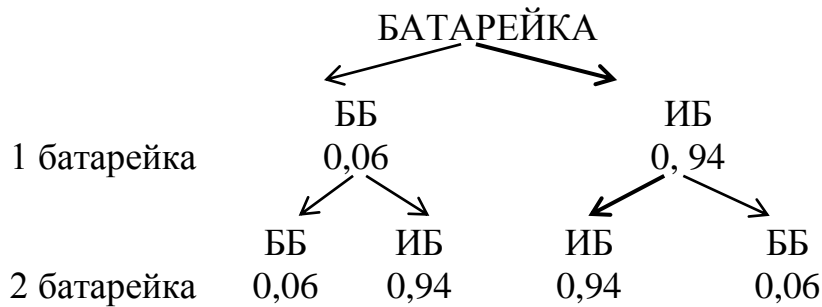 БАТАРЕЙКА
ББ ИБ
1 батарейка 0,06 0, 94
ББ ИБ ИБ ББ
2 батарейка 0,06 0,94 0,94 0,06